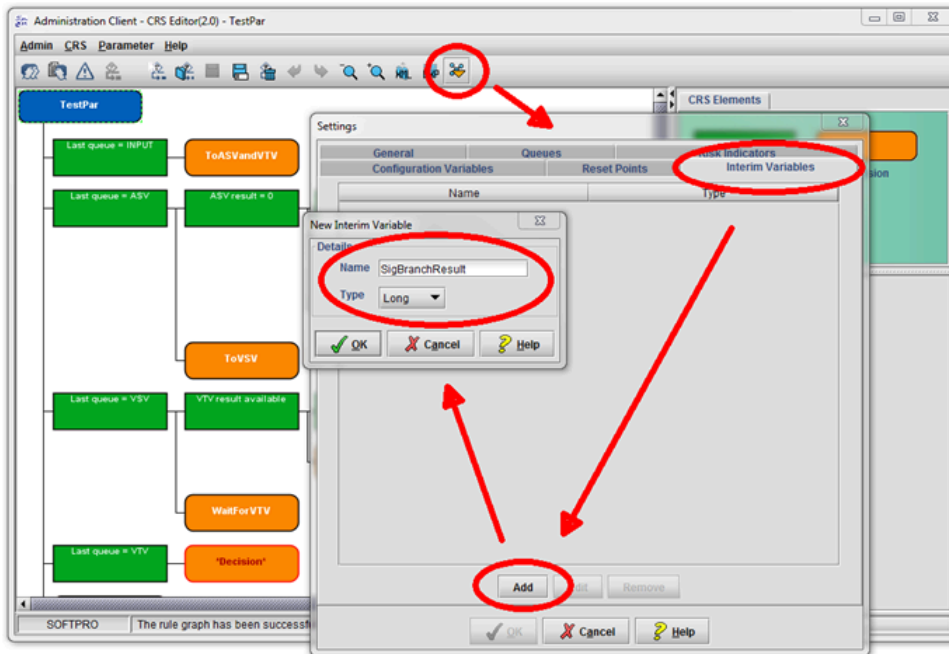 Administration Client - CRS Editor(2.0) - TestPar
Admin CRS Parameter Help
TestPar
CRS Elements
Settings
Last queue = INPUT
ToASVandVTV
General Queues Risk Indicators
Configuration Variables Reset Points Interim Variables
Name Type
Last queue = ASV
ASV result = 0
New Interim Variable
Details
Name SigBranchResult
Type Long
OK Cancel Help
ToVSV
Last queue = VSV
VTV result available
WaitForVTV
Last queue = VTV
*Decision*
Add Edit Remove
OK Cancel Help
SOFTPRO The rule graph has been successf